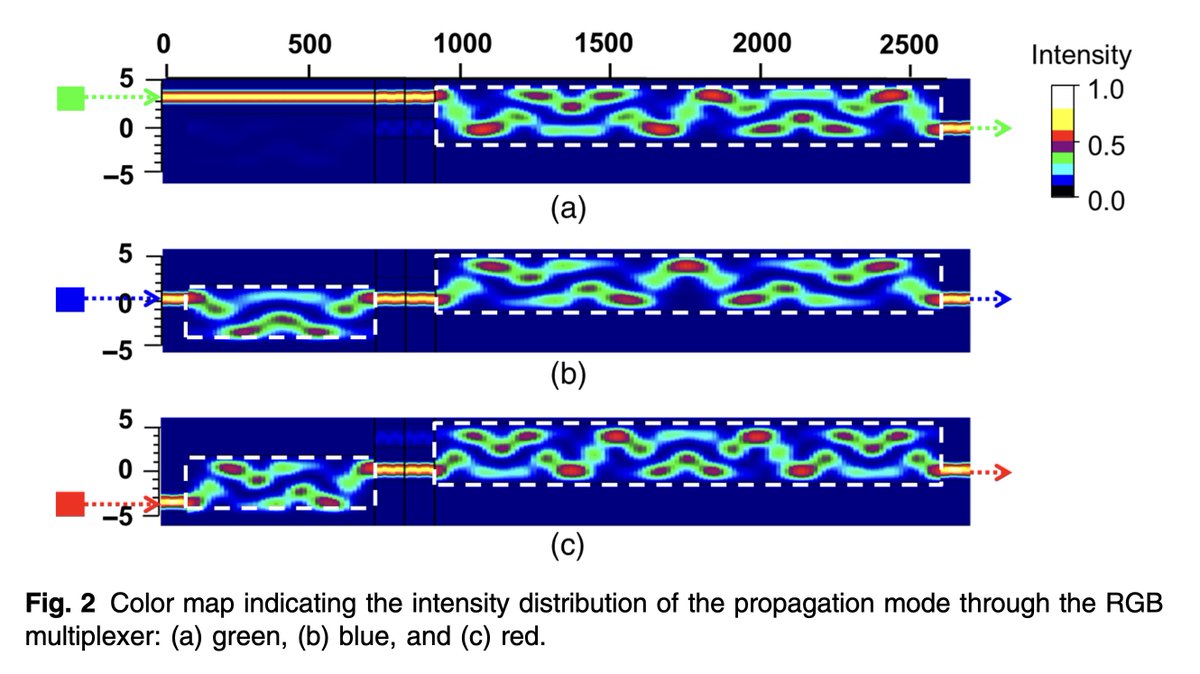 0 500 1000 1500 2000 2500
Intensity
1.0
0.5
0.0
5
0
−5
(a)
5
0
−5
(b)
5
0
−5
(c)
Fig. 2 Color map indicating the intensity distribution of the propagation mode through the RGB
multiplexer: (a) green, (b) blue, and (c) red.